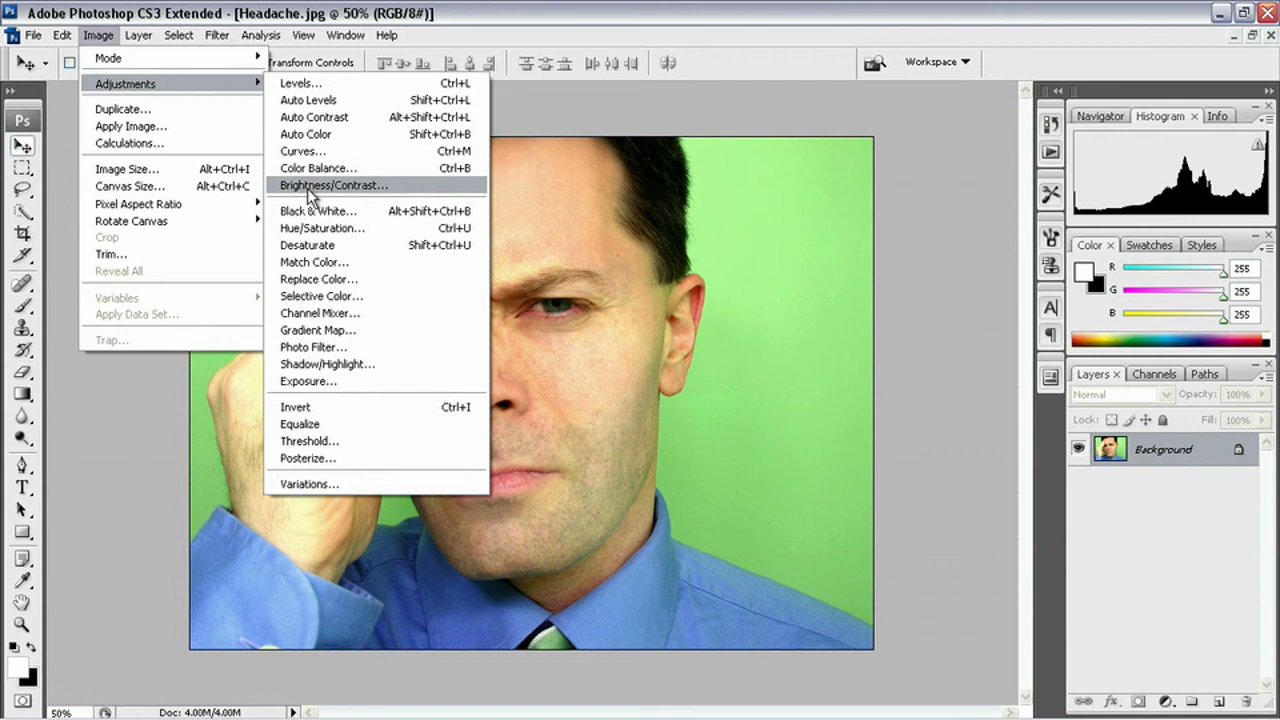 Adobe Photoshop CS3 Extended - [Headache.jpg @ 50% (RGB/8#)]
File Edit Image Layer Select Filter Analysis View Window Help
Transform Controls
Workspace
Ps
Mode
Adjustments
Duplicate...
Apply Image...
Calculations...
Image Size... Alt+Ctrl+I
Canvas Size... Alt+Ctrl+C
Pixel Aspect Ratio
Rotate Canvas
Crop
Trim...
Reveal All
Variables
Apply Data Set...
Trap...
Levels... Ctrl+L
Auto Levels Shift+Ctrl+L
Auto Contrast Alt+Shift+Ctrl+L
Auto Color Shift+Ctrl+B
Curves... Ctrl+M
Color Balance... Ctrl+B
Brightness/Contrast...
Black & White... Alt+Shift+Ctrl+B
Hue/Saturation... Ctrl+U
Desaturate Shift+Ctrl+U
Match Color...
Replace Color...
Selective Color...
Channel Mixer...
Gradient Map...
Photo Filter...
Shadow/Highlight...
Exposure...
Invert Ctrl+I
Equalize
Threshold...
Posterize...
Variations...
Navigator Histogram Info
Color Swatches Styles
R 255
G 255
B 255
Layers Channels Paths
Normal Opacity: 100%
Lock: Fill: 100%
Background
50% Doc: 4.00M/4.00M